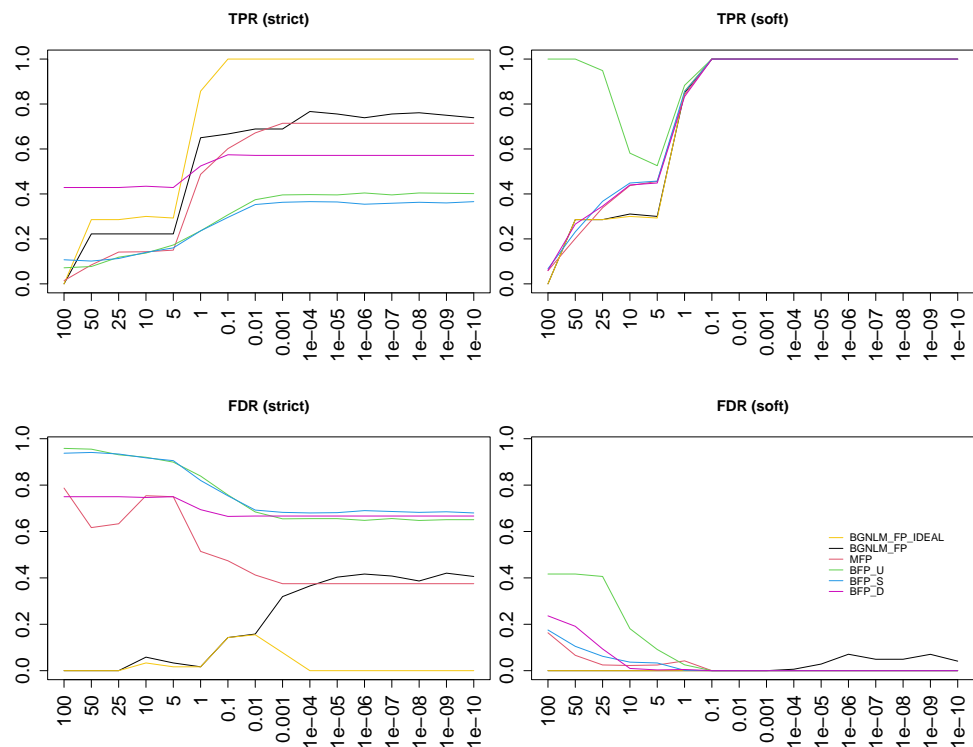 TPR (strict)
TPR (soft)
1.0
0.8
0.6
0.4
0.2
0.0
100
50
25
10
5
1
0.1
0.01
0.001
1e−04
1e−05
1e−06
1e−07
1e−08
1e−09
1e−10
1.0
0.8
0.6
0.4
0.2
0.0
100
50
25
10
5
1
0.1
0.01
0.001
1e−04
1e−05
1e−06
1e−07
1e−08
1e−09
1e−10
FDR (strict)
FDR (soft)
1.0
0.8
0.6
0.4
0.2
0.0
100
50
25
10
5
1
0.1
0.01
0.001
1e−04
1e−05
1e−06
1e−07
1e−08
1e−09
1e−10
1.0
0.8
0.6
0.4
0.2
0.0
BGNLM_FP_IDEAL
BGNLM_FP
MFP
BFP_U
BFP_S
BFP_D
100
50
25
10
5
1
0.1
0.01
0.001
1e−04
1e−05
1e−06
1e−07
1e−08
1e−09
1e−10